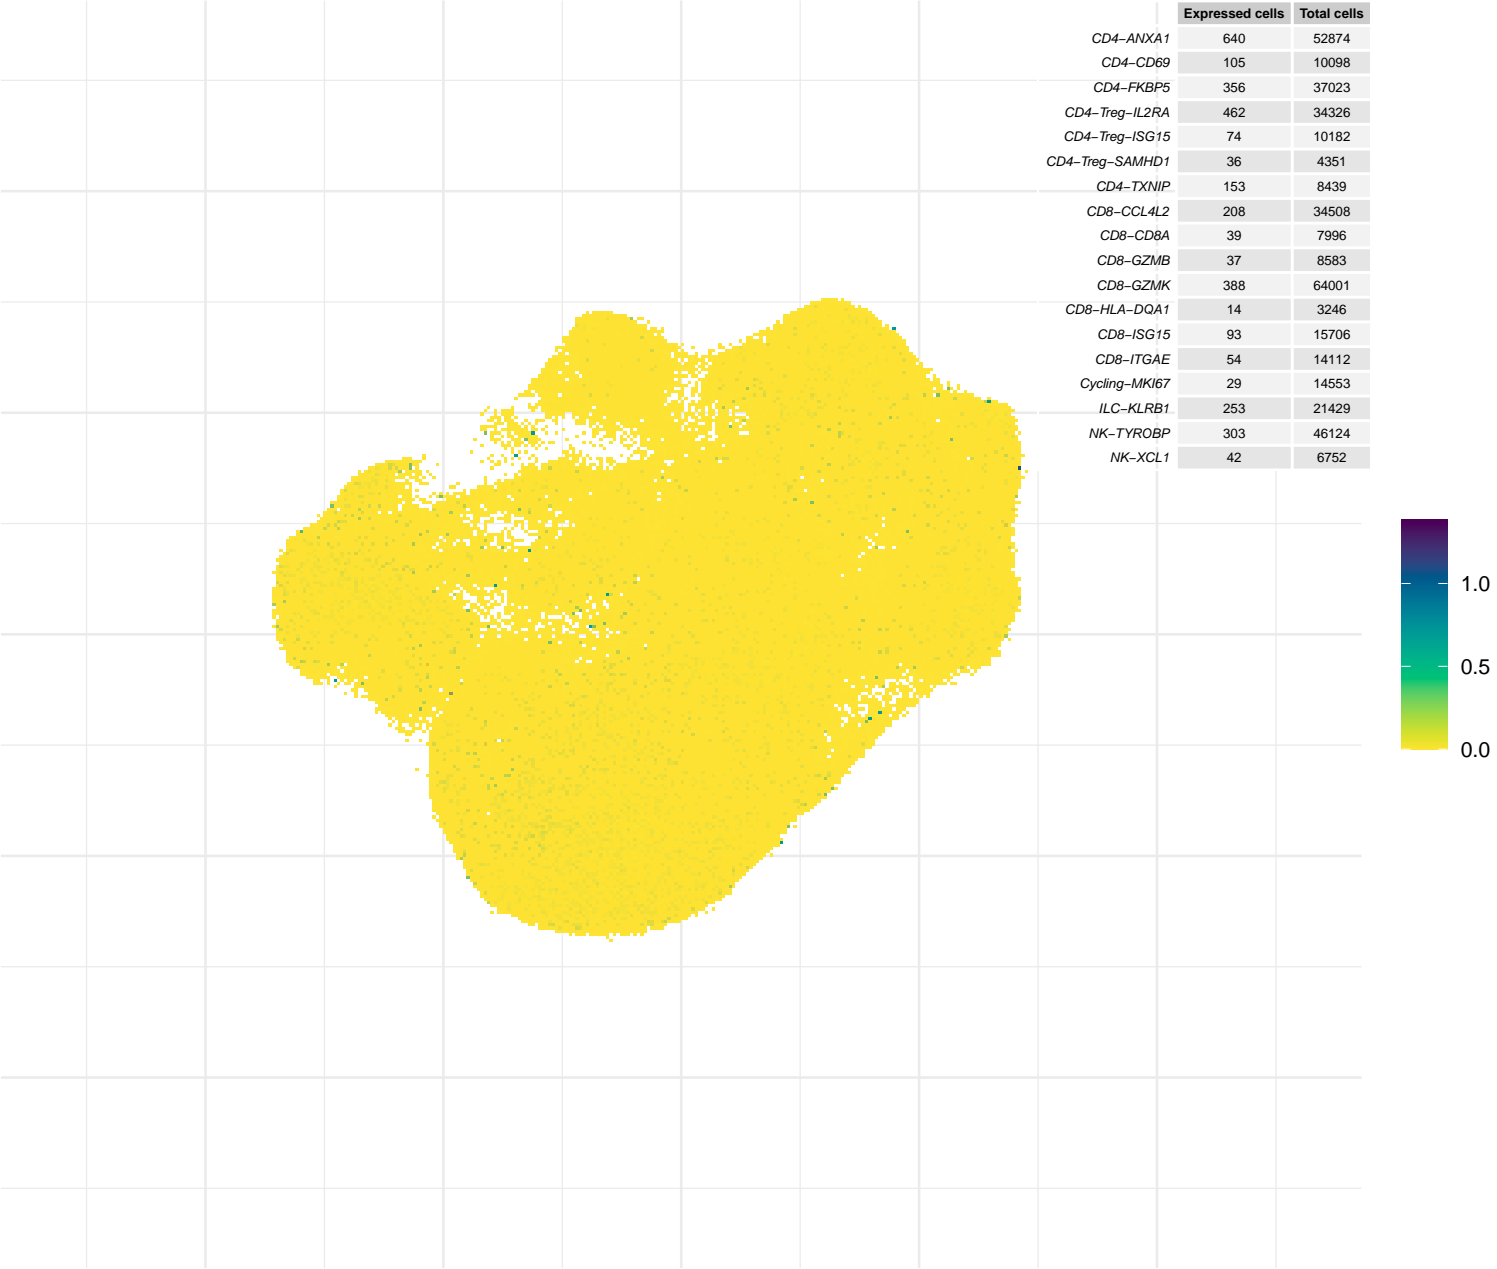 Expressed cells Total cells
CD4−ANXA1 640 52874
CD4−CD69 105 10098
CD4−FKBP5 356 37023
CD4−Treg−IL2RA 462 34326
CD4−Treg−ISG15 74 10182
CD4−Treg−SAMHD1 36 4351
CD4−TXNIP 153 8439
CD8−CCL4L2 208 34508
CD8−CD8A 39 7996
CD8−GZMB 37 8583
CD8−GZMK 388 64001
CD8−HLA−DQA1 14 3246
CD8−ISG15 93 15706
CD8−ITGAE 54 14112
Cycling−MKI67 29 14553
ILC−KLRB1 253 21429
NK−TYROBP 303 46124
NK−XCL1 42 6752
1.0
0.5
0.0